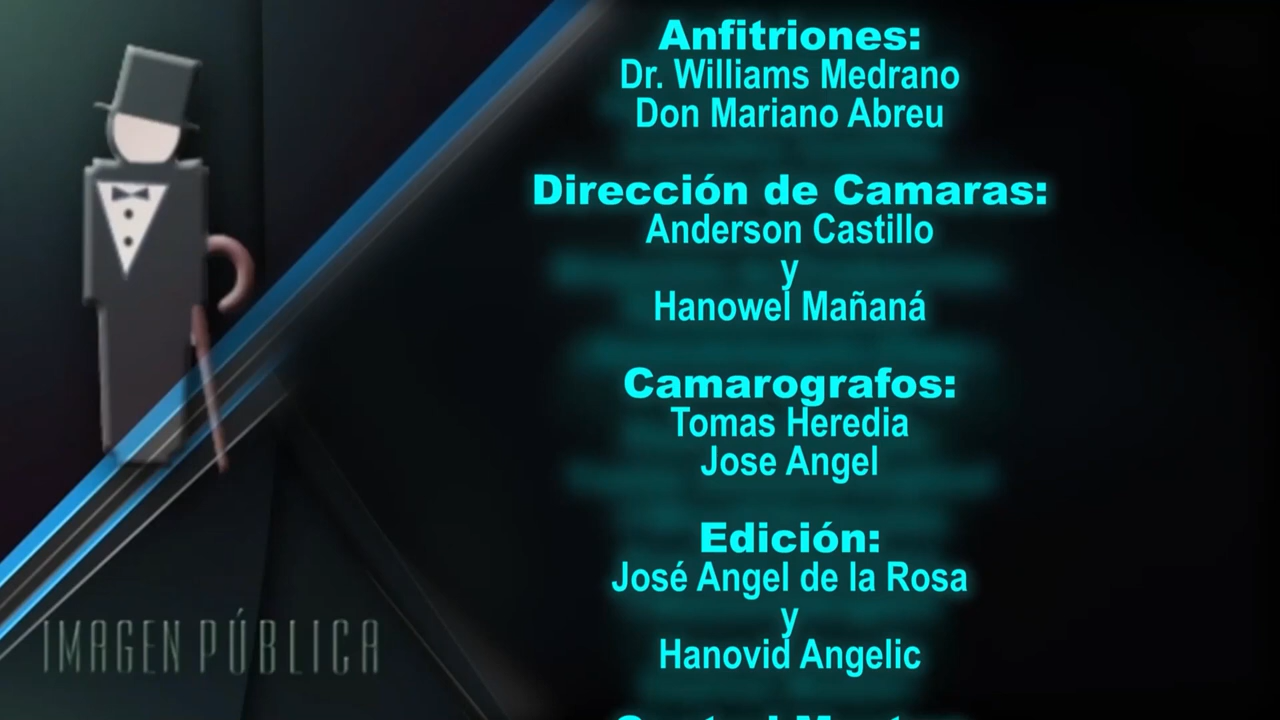 Anfitriones:
Dr. Williams Medrano
Don Mariano Abreu
Dirección de Camaras:
Anderson Castillo
y
Hanowel Mañaná
Camarografos:
Tomas Heredia
Jose Angel
Edición:
José Angel de la Rosa
y
Hanovid Angelic
IMAGEN PÚBLICA